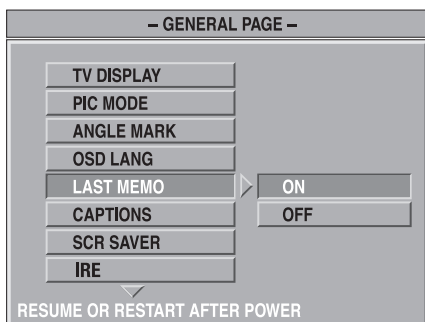 – GENERAL PAGE –
TV DISPLAY
PIC MODE
ANGLE MARK
OSD LANG
LAST MEMO ON
CAPTIONS OFF
SCR SAVER
IRE
RESUME OR RESTART AFTER POWER